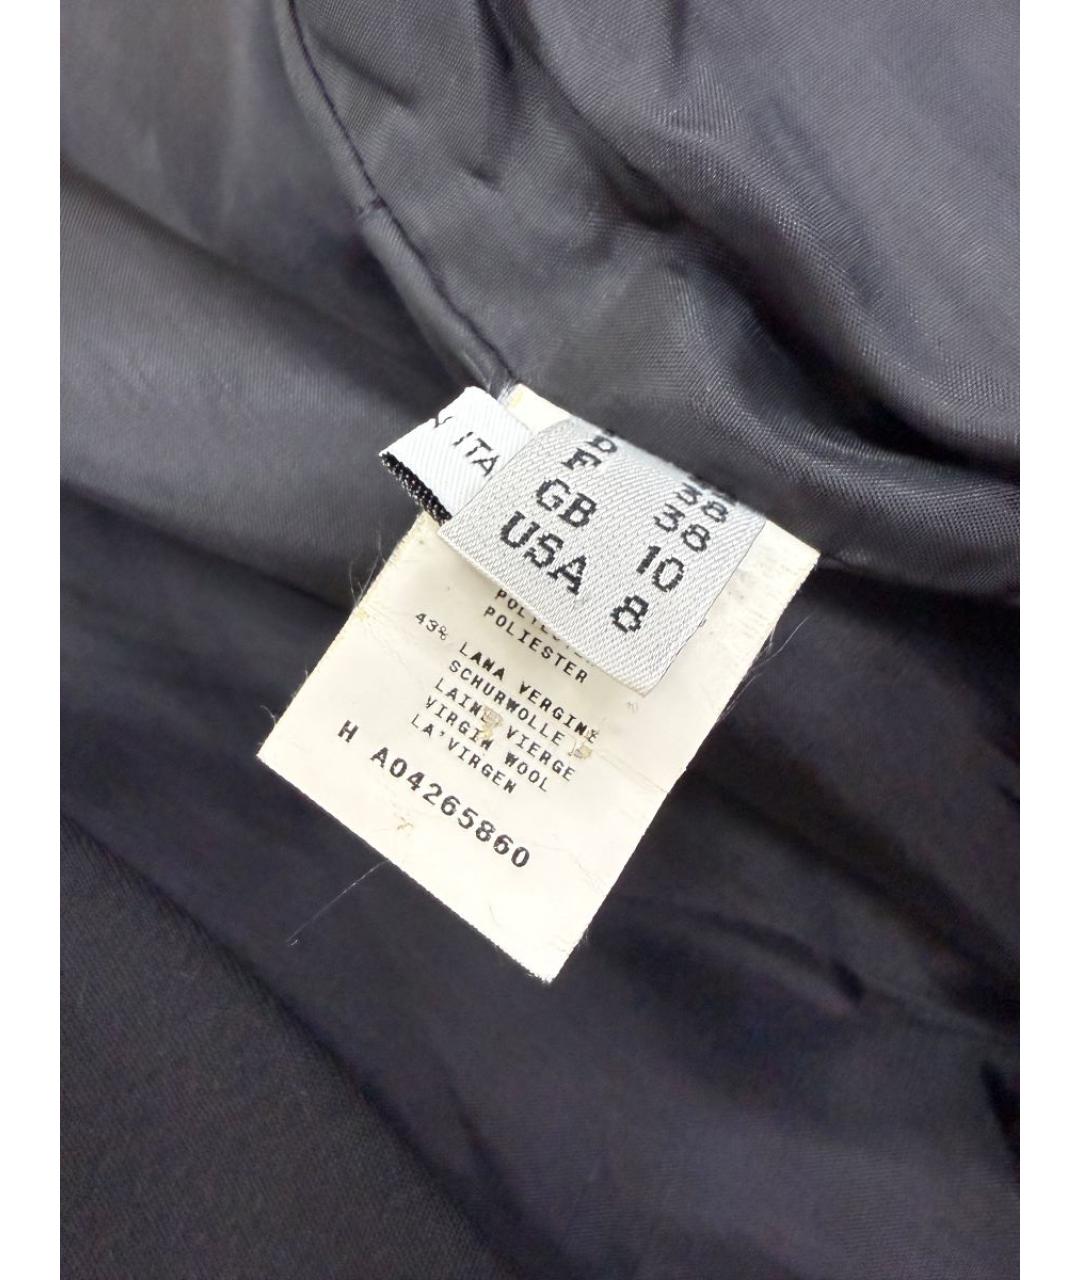 ITA
D 38
F 38
GB 10
USA 8
POLIESTER
43% LANA VERGINE
SCHURWOLLE
LAINE VIERGE
VIRGIN WOOL
LA'VIRGEN
H A04265860